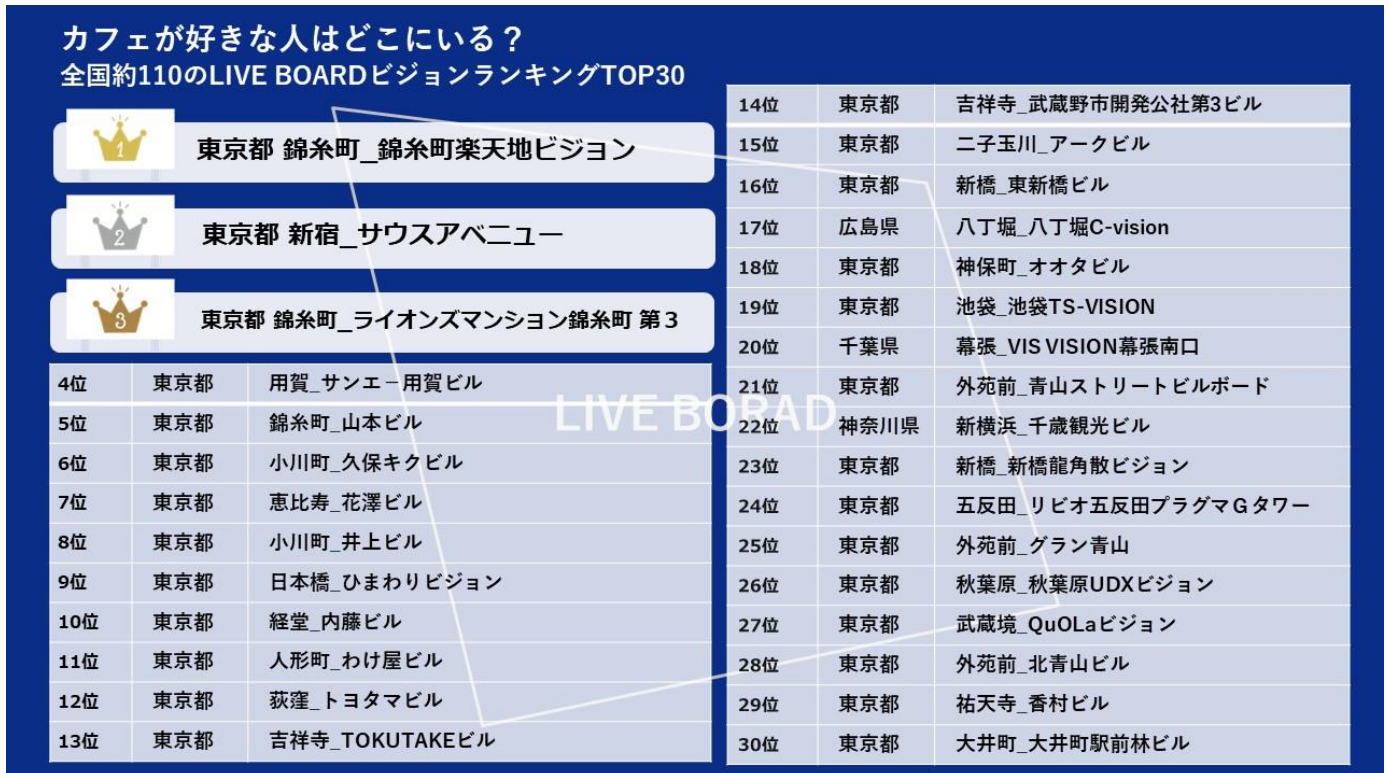 カフェが好きな人はどこにいる？
全国約110のLIVE BOARDビジョンランキングTOP30
1 東京都 錦糸町_錦糸町楽天地ビジョン
2 東京都 新宿_サウスアベニュー
3 東京都 錦糸町_ライオンズマンション錦糸町 第３
4位 東京都 用賀_サンエ－用賀ビル
5位 東京都 錦糸町_山本ビル
6位 東京都 小川町_久保キクビル
7位 東京都 恵比寿_花澤ビル
8位 東京都 小川町_井上ビル
9位 東京都 日本橋_ひまわりビジョン
10位 東京都 経堂_内藤ビル
11位 東京都 人形町_わけ屋ビル
12位 東京都 荻窪_トヨタマビル
13位 東京都 吉祥寺_TOKUTAKEビル
14位 東京都 吉祥寺_武蔵野市開発公社第3ビル
15位 東京都 二子玉川_アークビル
16位 東京都 新橋_東新橋ビル
17位 広島県 八丁堀_八丁堀C-vision
18位 東京都 神保町_オオタビル
19位 東京都 池袋_池袋TS-VISION
20位 千葉県 幕張_VIS VISION幕張南口
21位 東京都 外苑前_青山ストリートビルボード
22位 神奈川県 新横浜_千歳観光ビル
23位 東京都 新橋_新橋龍角散ビジョン
24位 東京都 五反田_リビオ五反田プラグマＧタワー
25位 東京都 外苑前_グラン青山
26位 東京都 秋葉原_秋葉原UDXビジョン
27位 東京都 武蔵境_QuOLaビジョン
28位 東京都 外苑前_北青山ビル
29位 東京都 祐天寺_香村ビル
30位 東京都 大井町_大井町駅前林ビル
LIVE BORAD